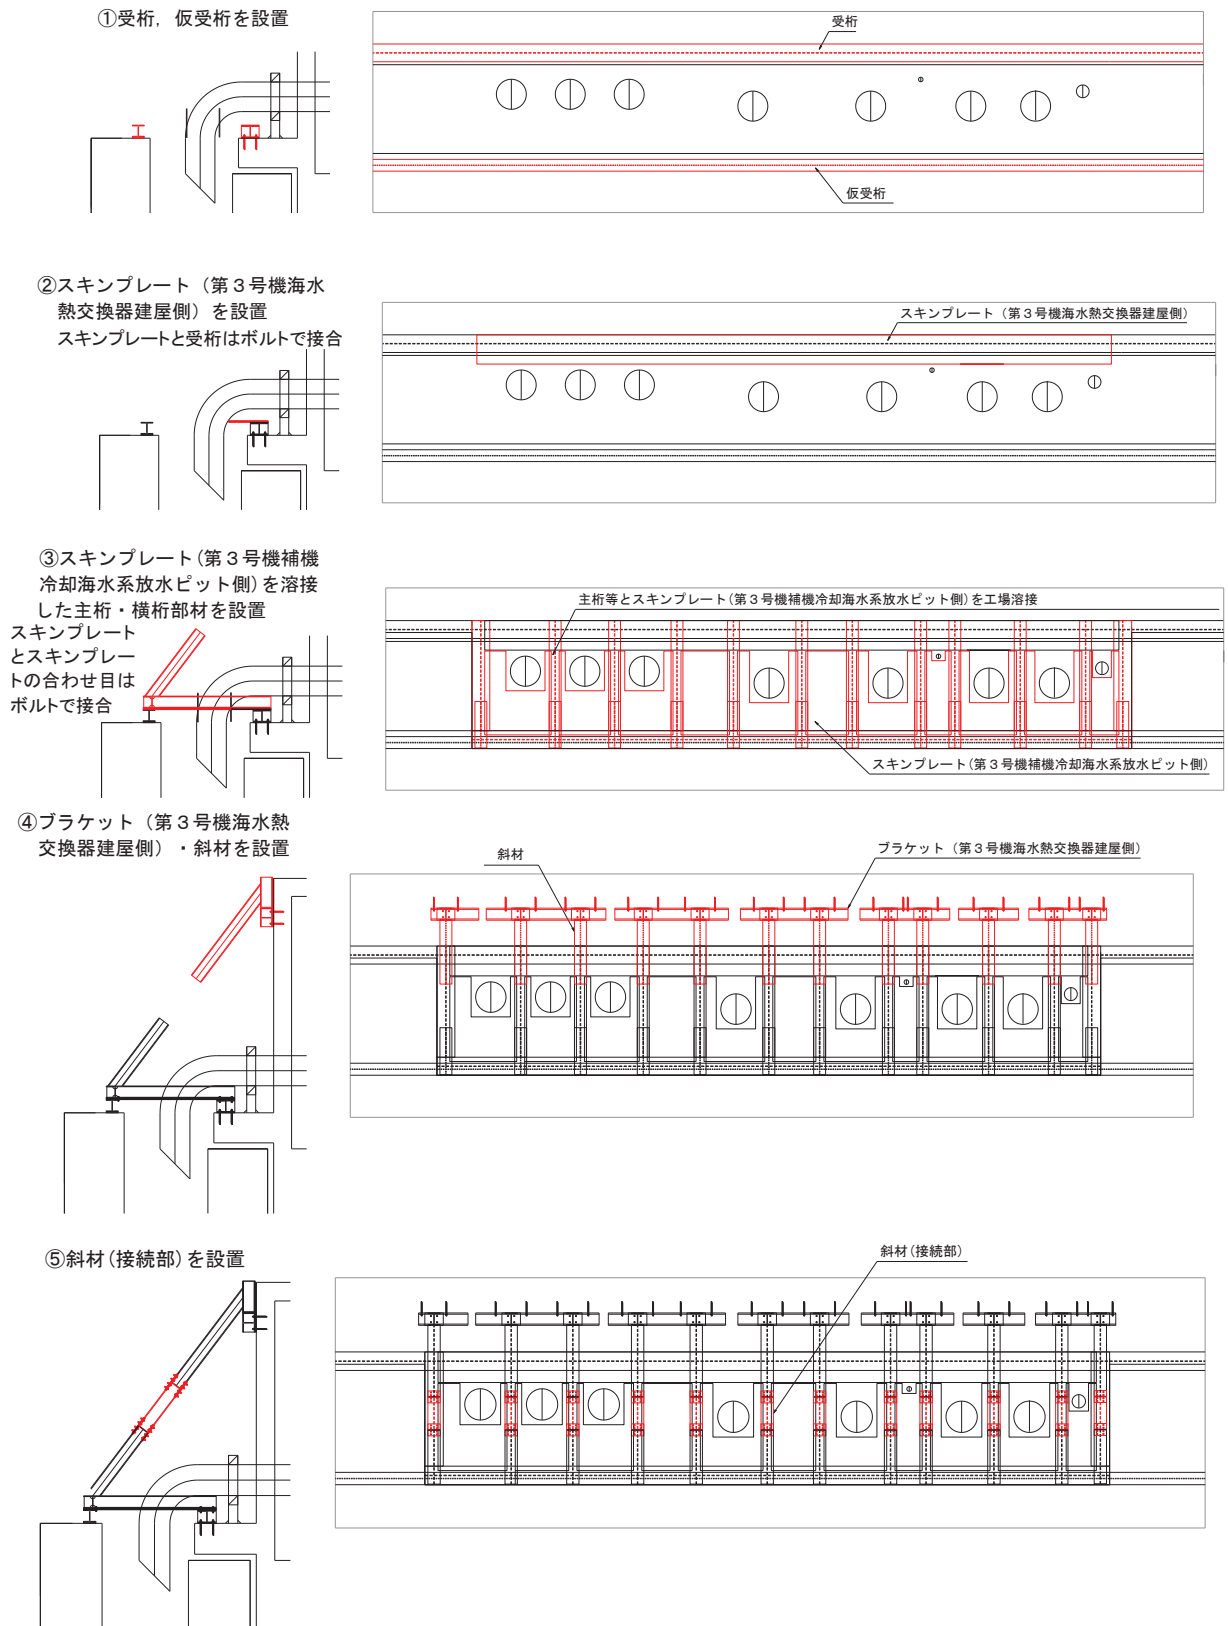 ①受桁，仮受桁を設置
受桁
仮受桁
②スキンプレート（第３号機海水
熱交換器建屋側）を設置
スキンプレートと受桁はボルトで接合
スキンプレート（第３号機海水熱交換器建屋側）
③スキンプレート(第３号機補機
冷却海水系放水ピット側)を溶接
した主桁・横桁部材を設置
スキンプレート
とスキンプレー
トの合わせ目は
ボルトで接合
主桁等とスキンプレート(第３号機補機冷却海水系放水ピット側)を工場溶接
スキンプレート(第３号機補機冷却海水系放水ピット側)
④ブラケット（第３号機海水熱
交換器建屋側）・斜材を設置
斜材
ブラケット（第３号機海水熱交換器建屋側）
⑤斜材(接続部)を設置
斜材(接続部)